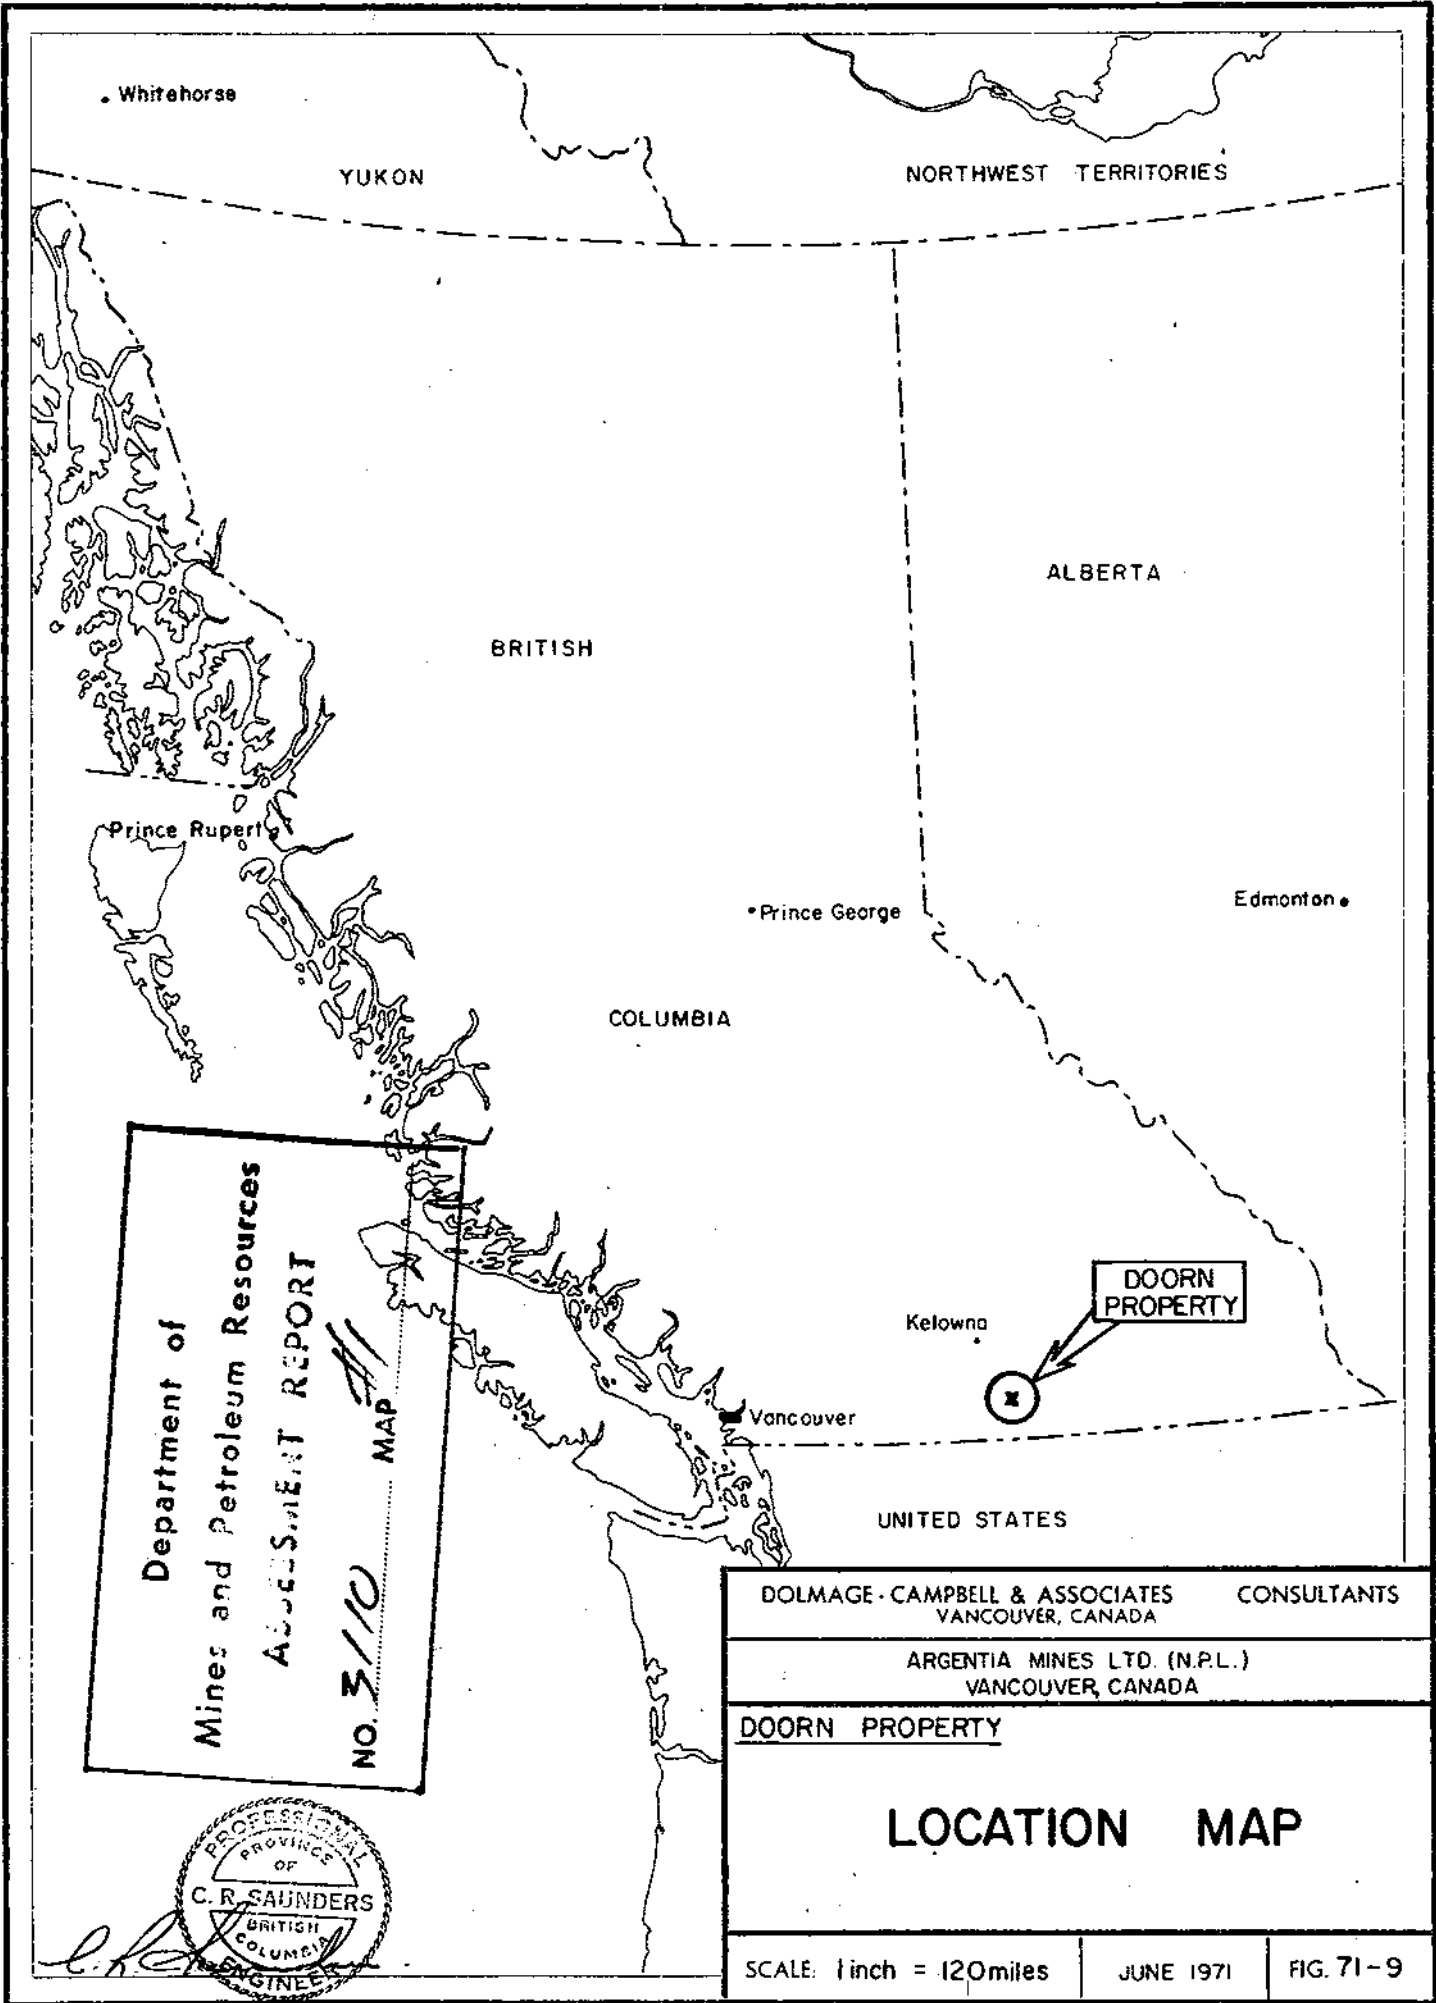 Whitehorse
YUKON
NORTHWEST TERRITORIES
ALBERTA
BRITISH
Prince Rupert
Prince George
Edmonton
COLUMBIA
DOORN
PROPERTY
Kelowna
x
Vancouver
UNITED STATES
Department of
Mines and Petroleum Resources
ASSESSMENT REPORT
NO. 3110 MAP #1
PROFESSIONAL
PROVINCE
OF
C. R. SAUNDERS
BRITISH
COLUMBIA
ENGINEER
DOLMAGE · CAMPBELL & ASSOCIATES CONSULTANTS
VANCOUVER, CANADA
ARGENTIA MINES LTD. (N.P.L.)
VANCOUVER, CANADA
DOORN PROPERTY
LOCATION MAP
SCALE: 1 inch = 120 miles
JUNE 1971
FIG. 71-9